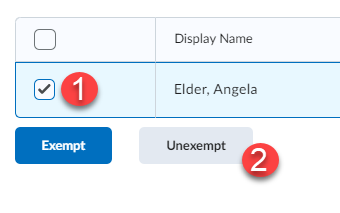 Display Name
1
Elder, Angela
Exempt Unexempt
2